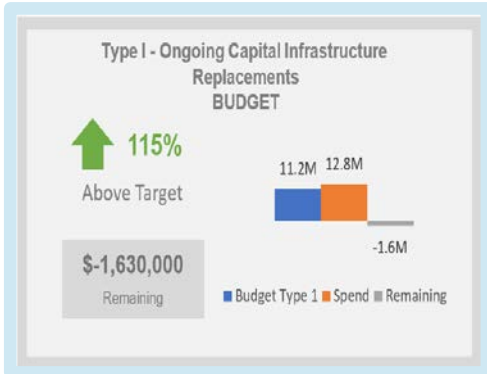 Type I - Ongoing Capital Infrastructure
Replacements
BUDGET
115%
Above Target
$-1,630,000
Remaining
11.2M 12.8M
-1.6M
Budget Type 1 Spend Remaining